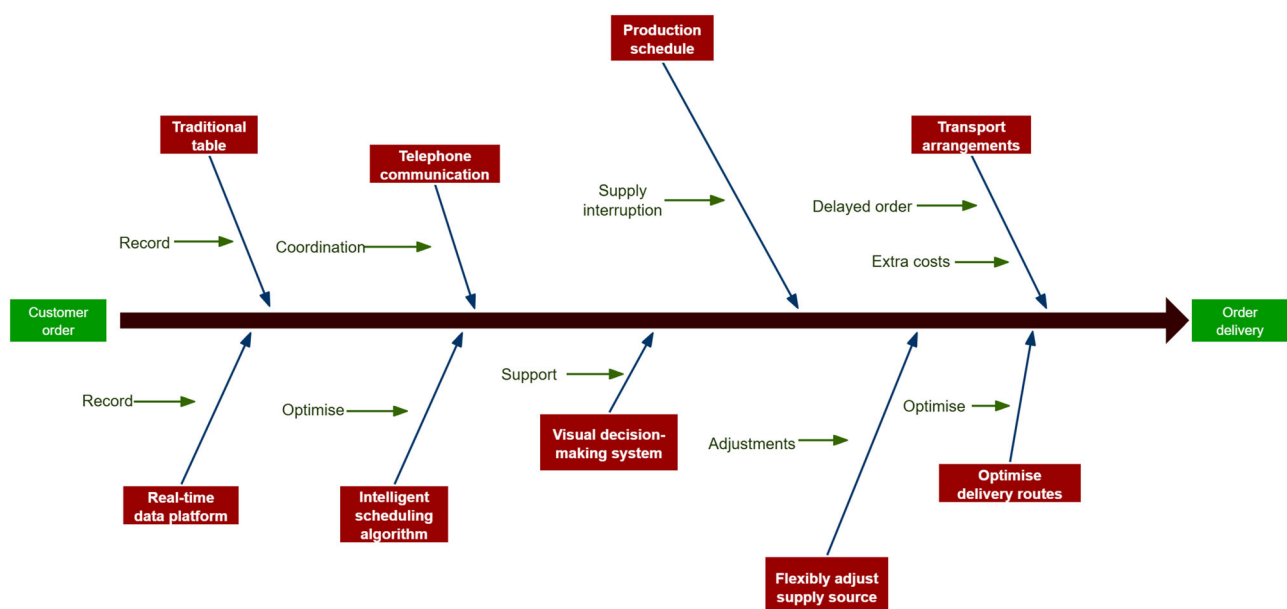 Production
schedule
Traditional
table
Telephone
communication
Transport
arrangements
Supply
interruption
Delayed order
Record
Coordination
Extra costs
Customer
order
Order
delivery
Record
Optimise
Support
Adjustments
Optimise
Visual decision-
making system
Real-time
data platform
Intelligent
scheduling
algorithm
Optimise
delivery routes
Flexibly adjust
supply source